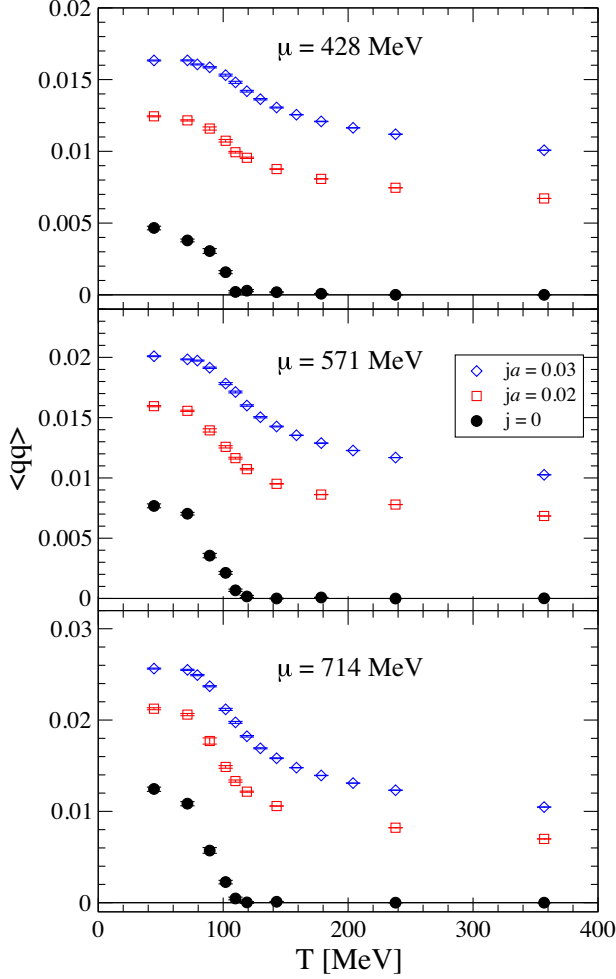 0.02
μ = 428 MeV
0.015
0.01
0.005
0
μ = 571 MeV
0.02
ja = 0.03
ja = 0.02
j = 0
0.015
<qq>
0.01
0.005
0
0.03
μ = 714 MeV
0.02
0.01
0
0 100 200 300 400
T [MeV]